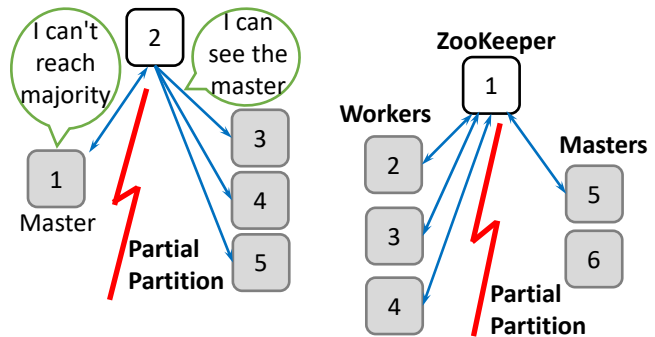 I can't
reach
majority
2
I can
see the
master
3
1
4
Master
5
Partial
Partition
ZooKeeper
1
Workers
2
Masters
5
3
6
4
Partial
Partition